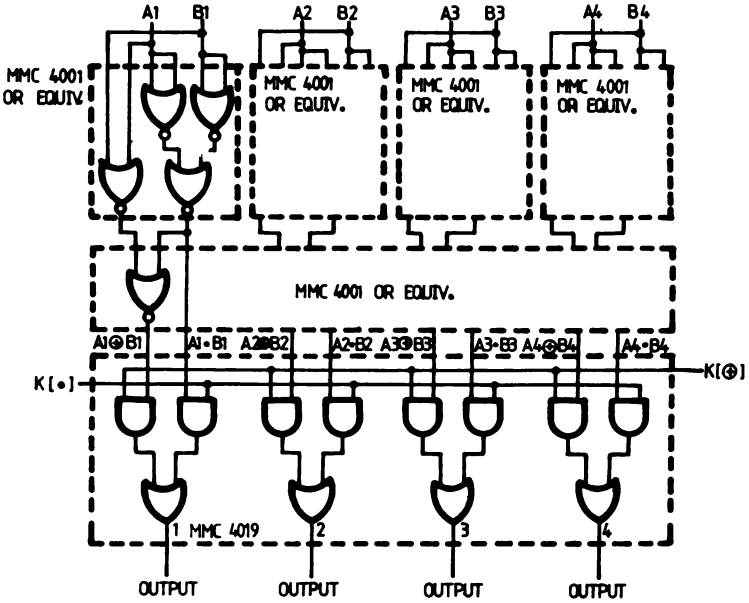 A1 B1 A2 B2 A3 B3 A4 B4
MMC 4001
OR EQUIV.
MMC 4001
OR EQUIV.
MMC 4001
OR EQUIV.
MMC 4001
OR EQUIV.
MMC 4001 OR EQUIV.
A1⊕B1 A1•B1 A2⊕B2 A2•B2 A3⊕B3 A3•B3 A4⊕B4 A4•B4
K[•] K[⊕]
1 MMC 4019 2 3 4
OUTPUT OUTPUT OUTPUT OUTPUT